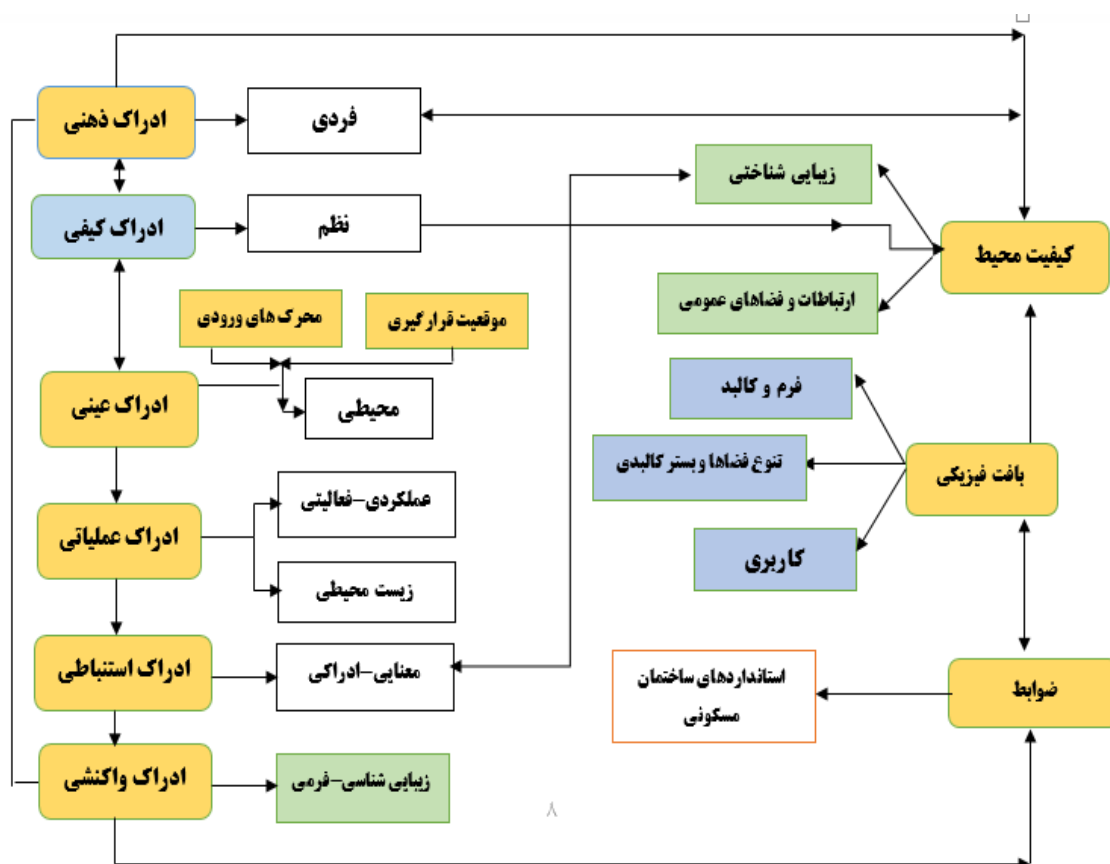 ادراک ذهنی
فردی
زیبایی شناختی
ادراک کیفی
نظم
کیفیت محیط
ارتباطات و فضاهای عمومی
محرک های ورودی
موقعیت قرارگیری
فرم و کالبد
ادراک عینی
محیطی
تنوع فضاها و بستر کالبدی
بافت فیزیکی
عملکردی-فعالیتی
ادراک عملیاتی
کاربری
زیست محیطی
ادراک استنباطی
معنایی-ادراکی
استانداردهای ساختمان
مسکونی
ضوابط
ادراک واکنشی
زیبایی شناسی-فرمی
۸